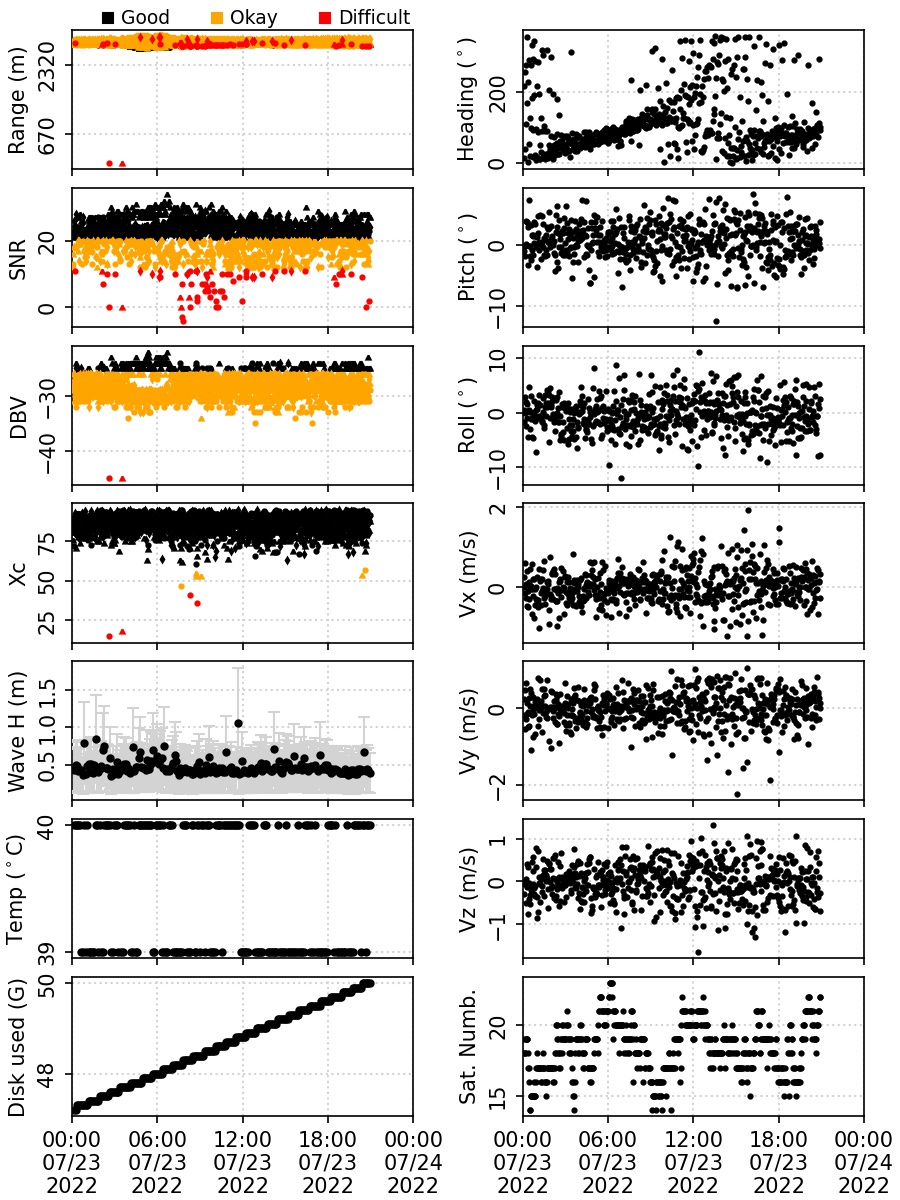 Good Okay Difficult
Range (m)
2320
670
Heading (°)
200
0
SNR
20
0
Pitch (°)
0
−10
DBV
−30
−40
Roll (°)
10
0
−10
Xc
75
50
25
Vx (m/s)
2
0
Wave H (m)
1.5
1.0
0.5
Vy (m/s)
0
−2
Temp (°C)
40
39
Vz (m/s)
1
0
−1
Disk used (G)
50
48
Sat. Numb.
20
15
00:00 06:00 12:00 18:00 00:00
07/23 07/23 07/23 07/23 07/24
2022 2022 2022 2022 2022
00:00 06:00 12:00 18:00 00:00
07/23 07/23 07/23 07/23 07/24
2022 2022 2022 2022 2022